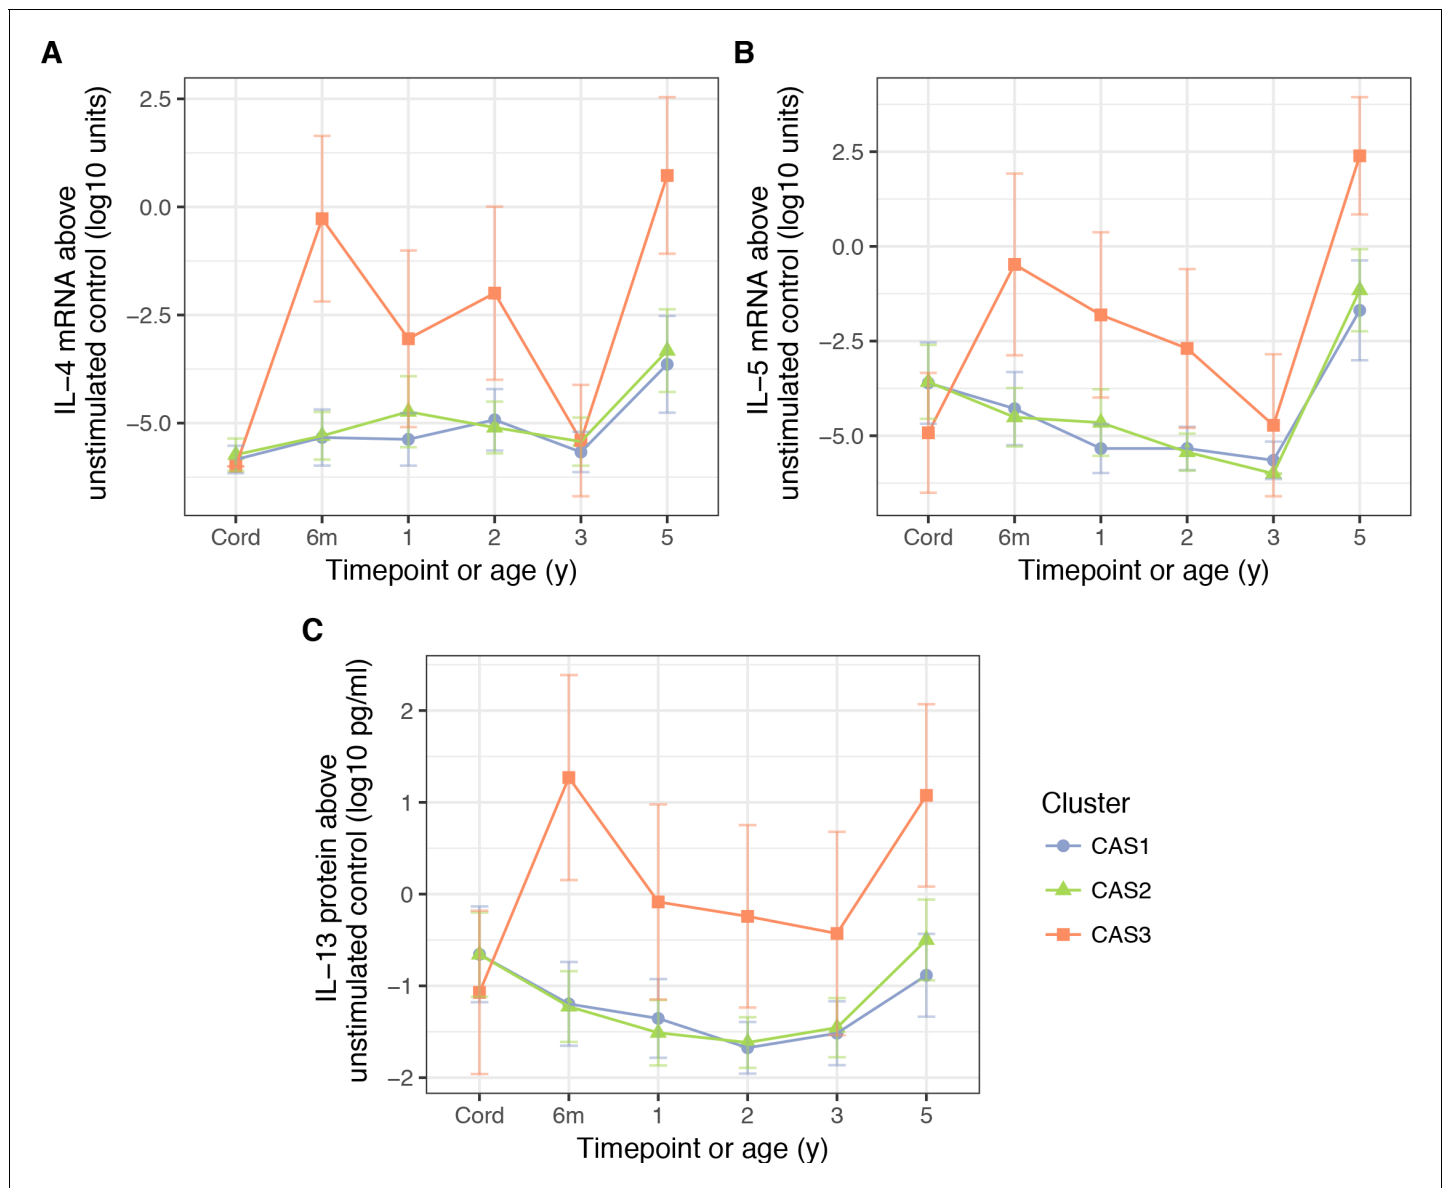 A
IL−4 mRNA above
unstimulated control (log10 units)
2.5
0.0
−2.5
−5.0
Cord 6m 1 2 3 5
Timepoint or age (y)
B
IL−5 mRNA above
unstimulated control (log10 units)
2.5
0.0
−2.5
−5.0
Cord 6m 1 2 3 5
Timepoint or age (y)
C
IL−13 protein above
unstimulated control (log10 pg/ml)
2
1
0
−1
−2
Cord 6m 1 2 3 5
Timepoint or age (y)
Cluster
CAS1
CAS2
CAS3